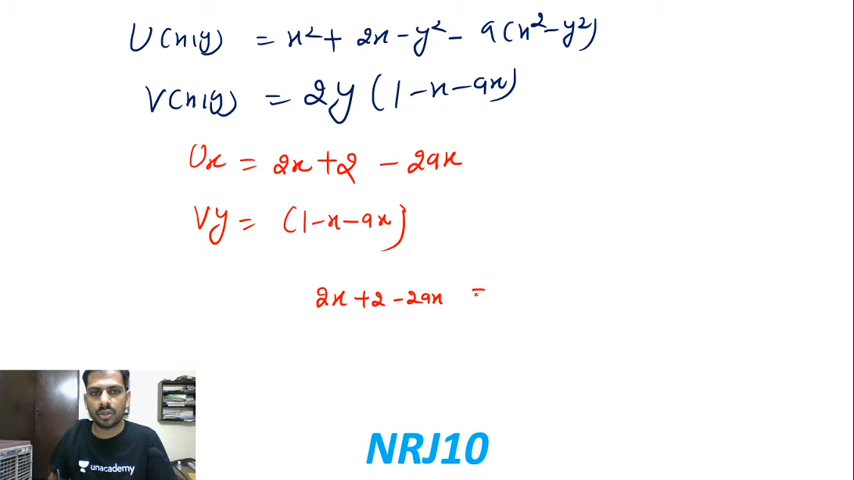 U(x,y) = x² + 2x - y² - a(x² - y²)
V(x,y) = 2y (1 - x - ax)
Ux = 2x + 2 - 2ax
Vy = (1 - x - ax)
2x + 2 - 2ax =
unacademy
NRJ10